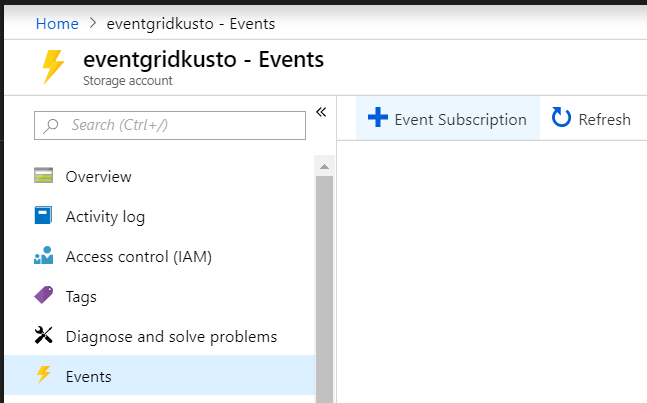 Home > eventgridkusto - Events
eventgridkusto - Events
Storage account
Search (Ctrl+/)
«
Event Subscription
Refresh
Overview
Activity log
Access control (IAM)
Tags
Diagnose and solve problems
Events